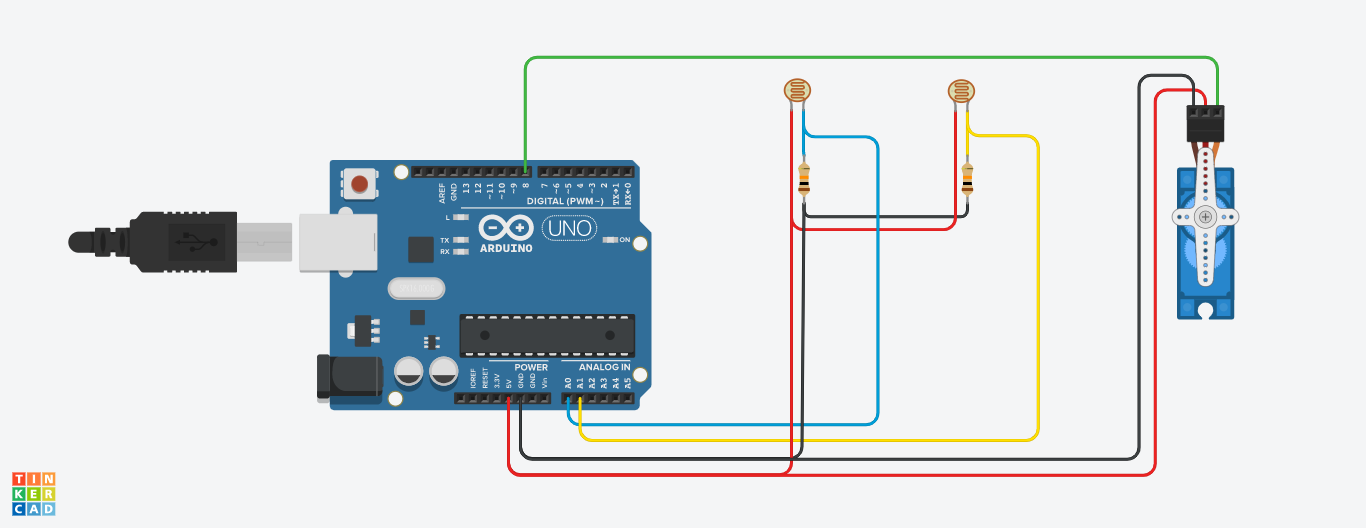 AREF
GND
13
12
~11
~10
~9
8
7
~6
~5
4
~3
2
TX→1
RX←0
DIGITAL (PWM~)
L
TX
RX
ARDUINO
UNO
ON
POWER
ANALOG IN
IOREF
RESET
3.3V
5V
GND
GND
Vin
A0
A1
A2
A3
A4
A5
TIN
KER
CAD